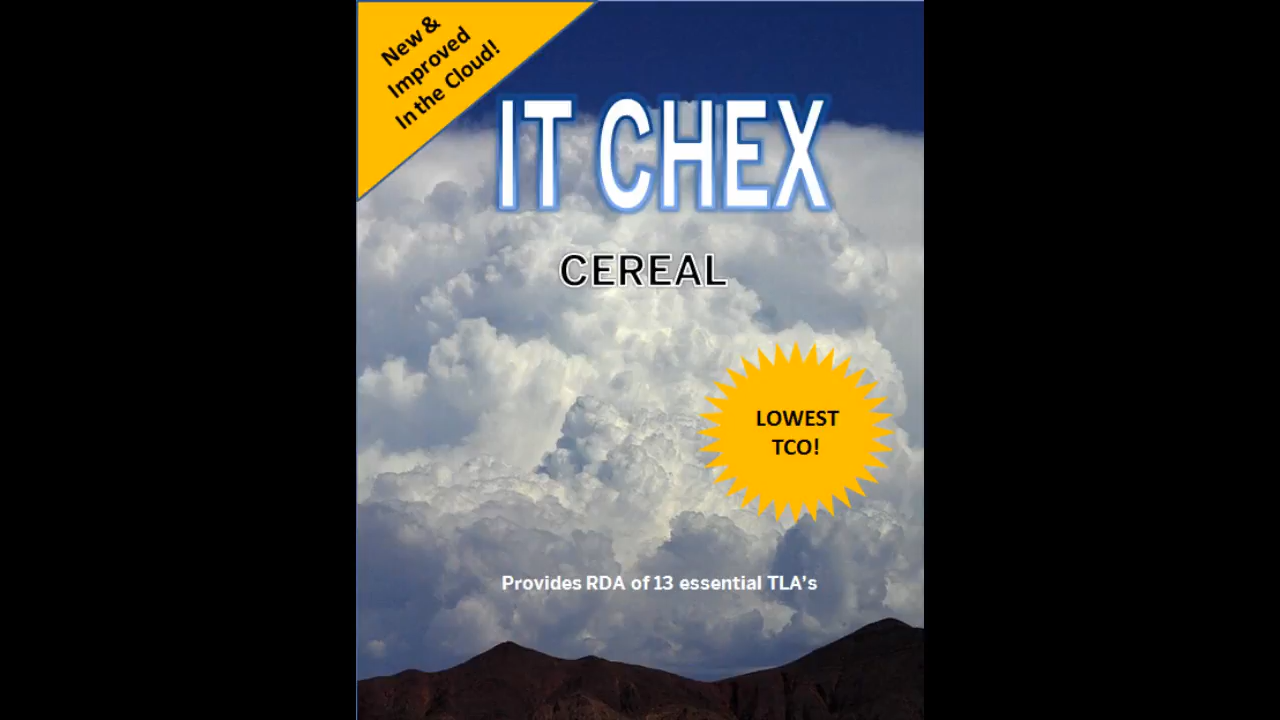 New &
Improved
In the Cloud!
IT CHEX
CEREAL
LOWEST
TCO!
Provides RDA of 13 essential TLA's